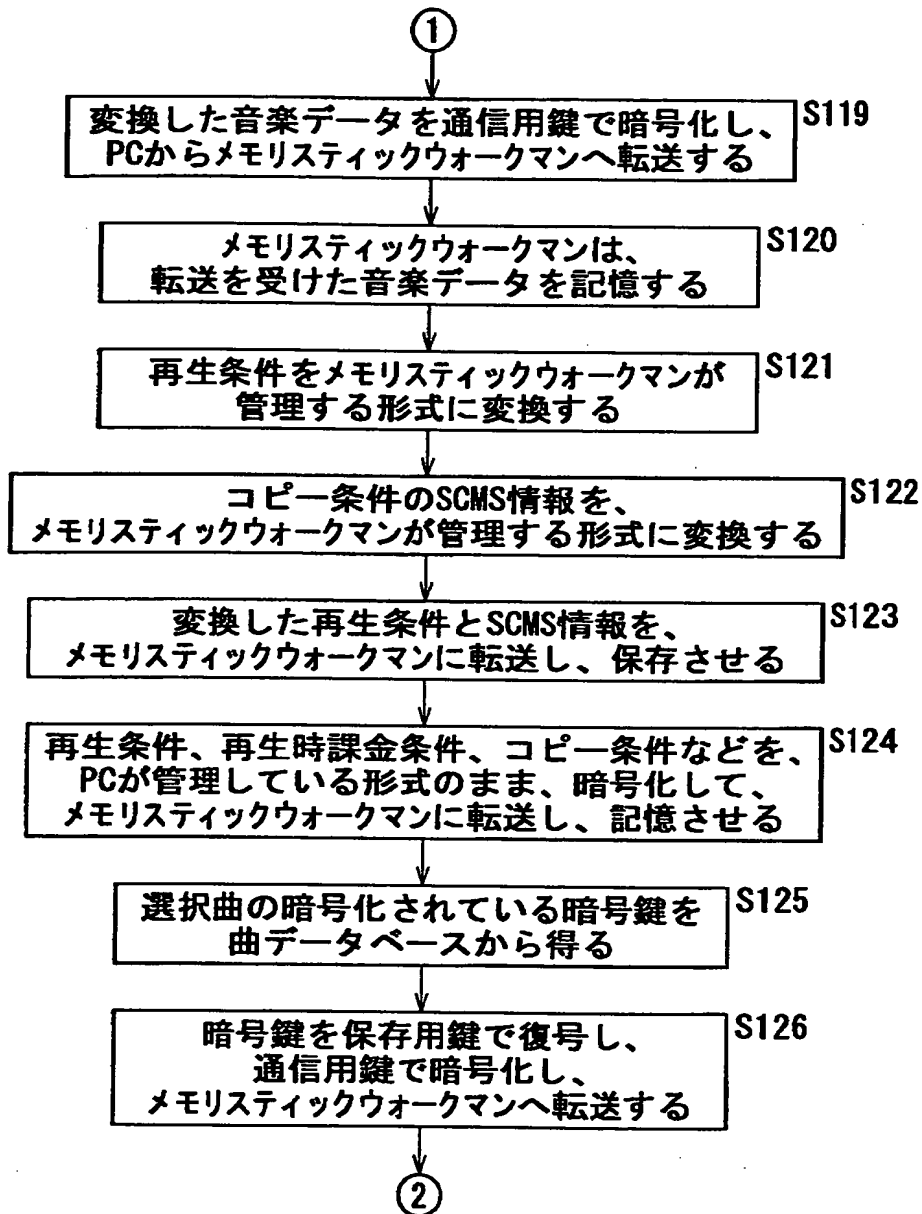 1
変換した音楽データを通信用鍵で暗号化し、 S119
PCからメモリスティックウォークマンへ転送する
メモリスティックウォークマンは、 S120
転送を受けた音楽データを記憶する
再生条件をメモリスティックウォークマンが S121
管理する形式に変換する
コピー条件のSCMS情報を、 S122
メモリスティックウォークマンが管理する形式に変換する
変換した再生条件とSCMS情報を、 S123
メモリスティックウォークマンに転送し、保存させる
再生条件、再生時課金条件、コピー条件などを、 S124
PCが管理している形式のまま、暗号化して、
メモリスティックウォークマンに転送し、記憶させる
選択曲の暗号化されている暗号鍵を S125
曲データベースから得る
暗号鍵を保存用鍵で復号し、 S126
通信用鍵で暗号化し、
メモリスティックウォークマンへ転送する
2